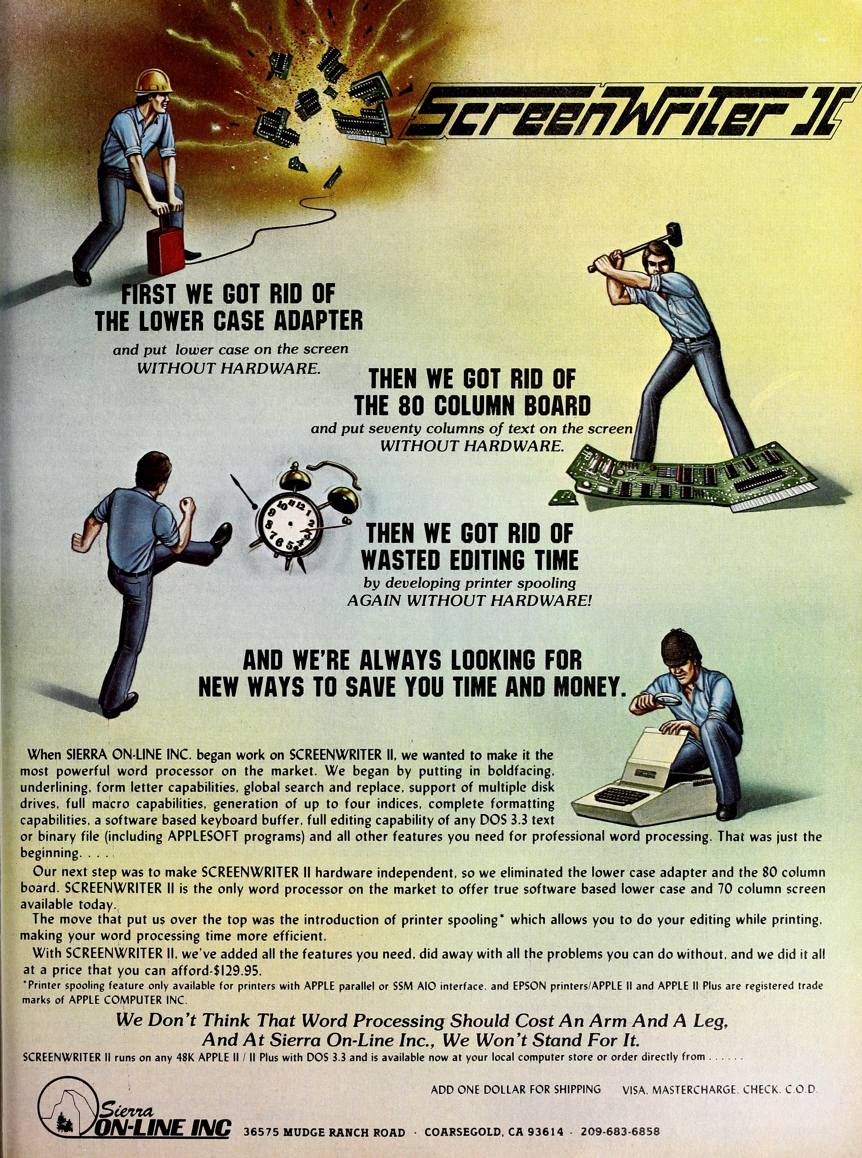 SCREENWRITER II
FIRST WE GOT RID OF
THE LOWER CASE ADAPTER
and put lower case on the screen
WITHOUT HARDWARE.
THEN WE GOT RID OF
THE 80 COLUMN BOARD
and put seventy columns of text on the screen
WITHOUT HARDWARE.
THEN WE GOT RID OF
WASTED EDITING TIME
by developing printer spooling
AGAIN WITHOUT HARDWARE!
AND WE'RE ALWAYS LOOKING FOR
NEW WAYS TO SAVE YOU TIME AND MONEY.
When SIERRA ON-LINE INC. began work on SCREENWRITER II, we wanted to make it the
most powerful word processor on the market. We began by putting in boldfacing,
underlining, form letter capabilities, global search and replace, support of multiple disk
drives, full macro capabilities, generation of up to four indices, complete formatting
capabilities, a software based keyboard buffer, full editing capability of any DOS 3.3 text
or binary file (including APPLESOFT programs) and all other features you need for professional word processing. That was just the
beginning. . . .
Our next step was to make SCREENWRITER II hardware independent, so we eliminated the lower case adapter and the 80 column
board. SCREENWRITER II is the only word processor on the market to offer true software based lower case and 70 column screen
available today.
The move that put us over the top was the introduction of printer spooling* which allows you to do your editing while printing,
making your word processing time more efficient.
With SCREENWRITER II, we've added all the features you need, did away with all the problems you can do without, and we did it all
at a price that you can afford-$129.95.
*Printer spooling feature only available for printers with APPLE parallel or SSM AIO interface, and EPSON printers/APPLE II and APPLE II Plus are registered trade
marks of APPLE COMPUTER INC.
We Don't Think That Word Processing Should Cost An Arm And A Leg,
And At Sierra On-Line Inc., We Won't Stand For It.
SCREENWRITER II runs on any 48K APPLE II / II Plus with DOS 3.3 and is available now at your local computer store or order directly from . . . . . .
ADD ONE DOLLAR FOR SHIPPING VISA, MASTERCHARGE, CHECK, C.O.D.
Sierra
ON-LINE INC
36575 MUDGE RANCH ROAD · COARSEGOLD, CA 93614 · 209-683-6858